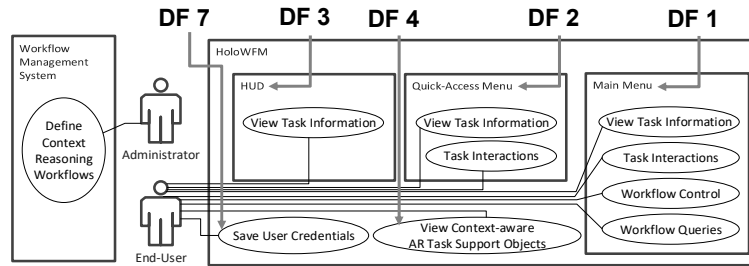 DF 7
DF 3
DF 4
DF 2
DF 1
Workflow
Management
System
Define
Context
Reasoning
Workflows
Administrator
End-User
HoloWFM
HUD
View Task Information
Quick-Access Menu
View Task Information
Task Interactions
Main Menu
View Task Information
Task Interactions
Workflow Control
Workflow Queries
Save User Credentials
View Context-aware
AR Task Support Objects